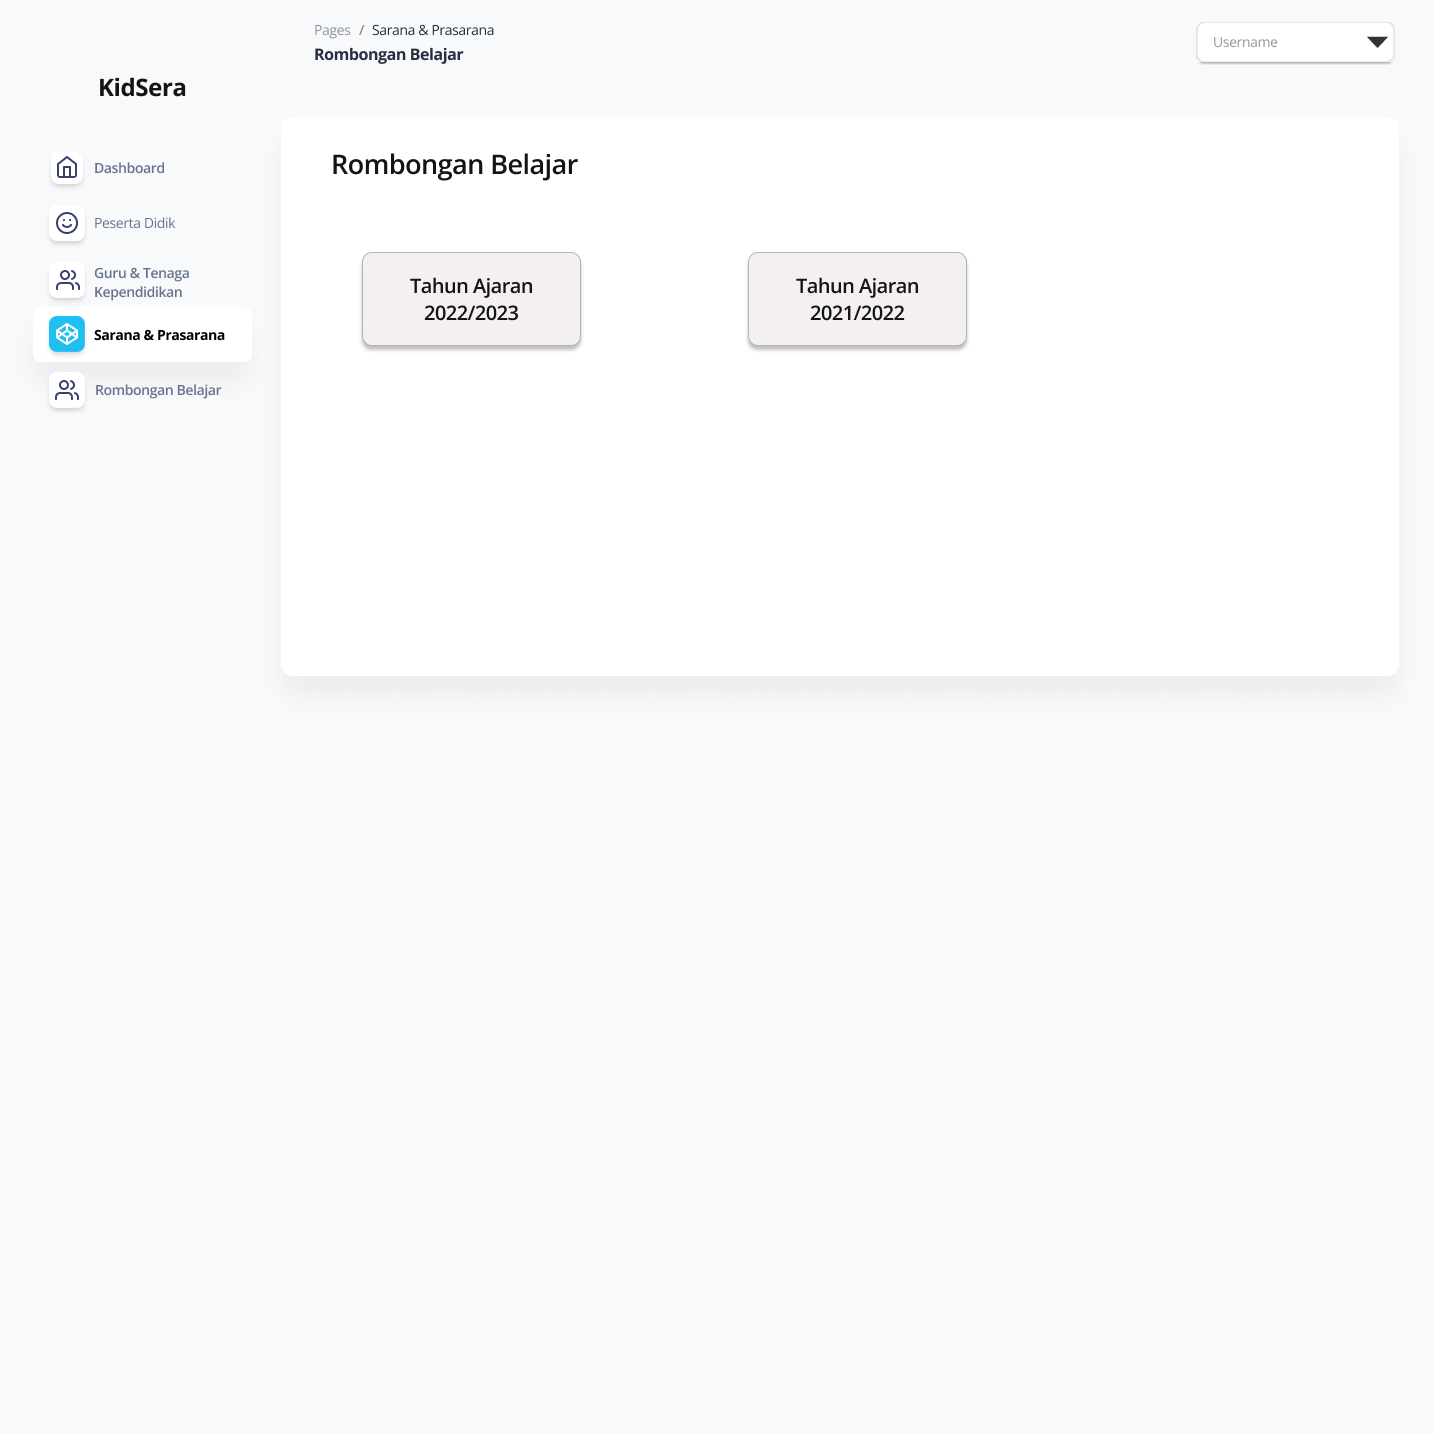 Pages / Sarana & Prasarana
Rombongan Belajar
Username
KidSera
Dashboard
Peserta Didik
Guru & Tenaga
Kependidikan
Sarana & Prasarana
Rombongan Belajar
Rombongan Belajar
Tahun Ajaran
2022/2023
Tahun Ajaran
2021/2022